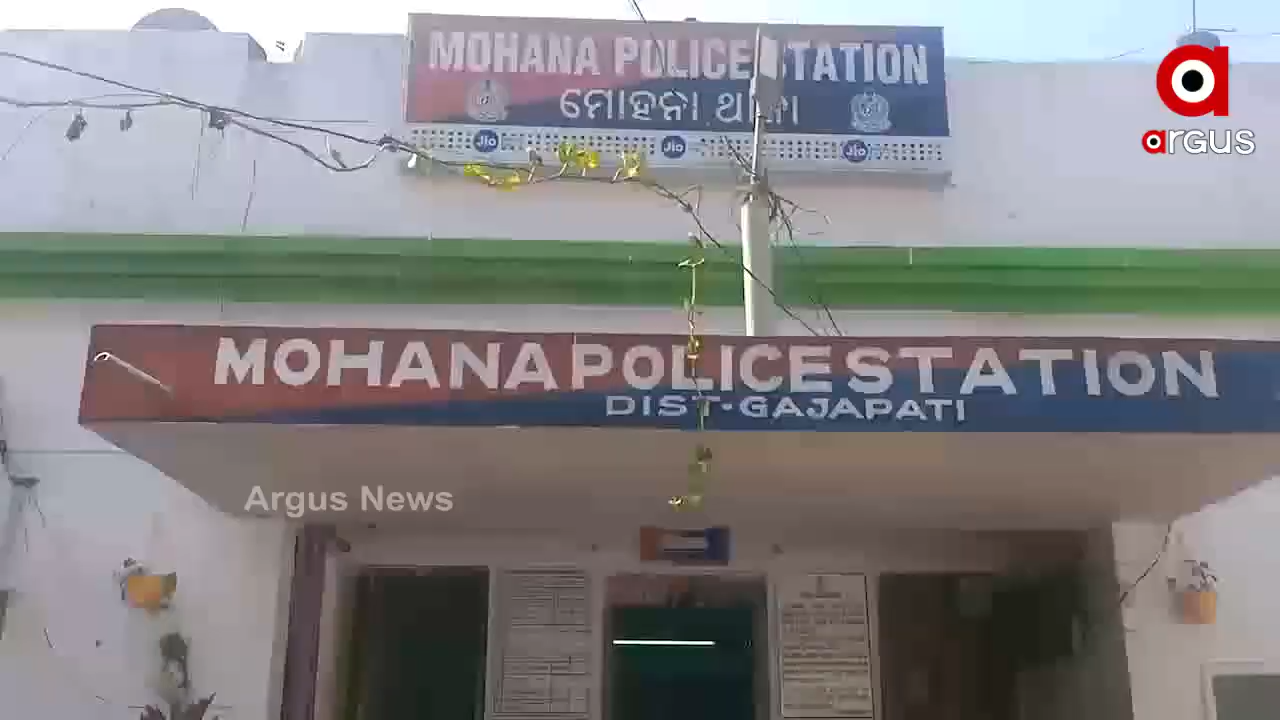 MOHANA POLICE STATION
ମୋହନା ଥାନା
Jio Jio Jio
argus
MOHANA POLICE STATION
DIST-GAJAPATI
Argus News